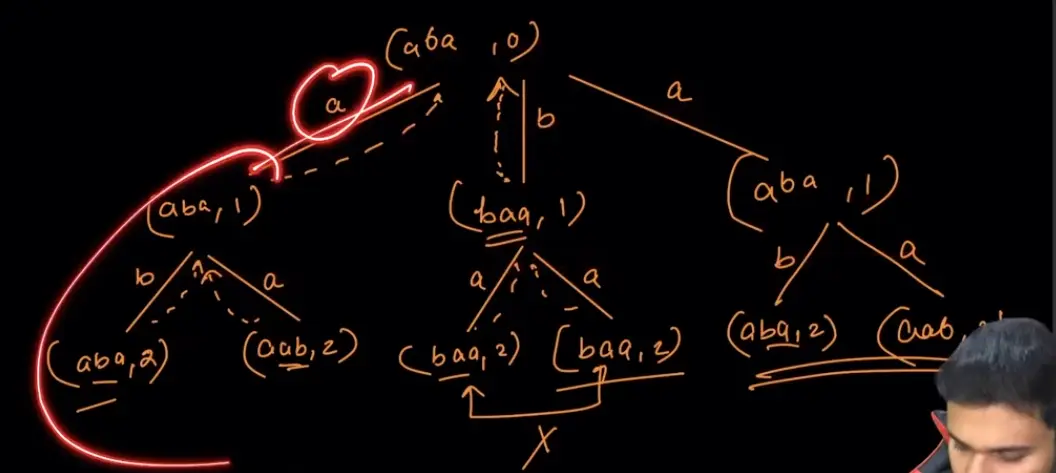 (aba ,0)
a b a
(aba,1) (baa,1) (aba ,1)
b a a a b a
(aba,2) (aab,2) (baa,2) (baa,2) (aba,2) (aab,
X